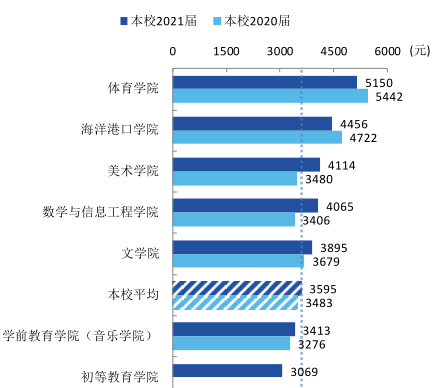 本校2021届 本校2020届
0 1500 3000 4500 6000 (元)
体育学院 5150
5442
海洋港口学院 4456
4722
美术学院 4114
3480
数学与信息工程学院 4065
3406
文学院 3895
3679
本校平均 3595
3483
学前教育学院（音乐学院） 3413
3276
初等教育学院 3069